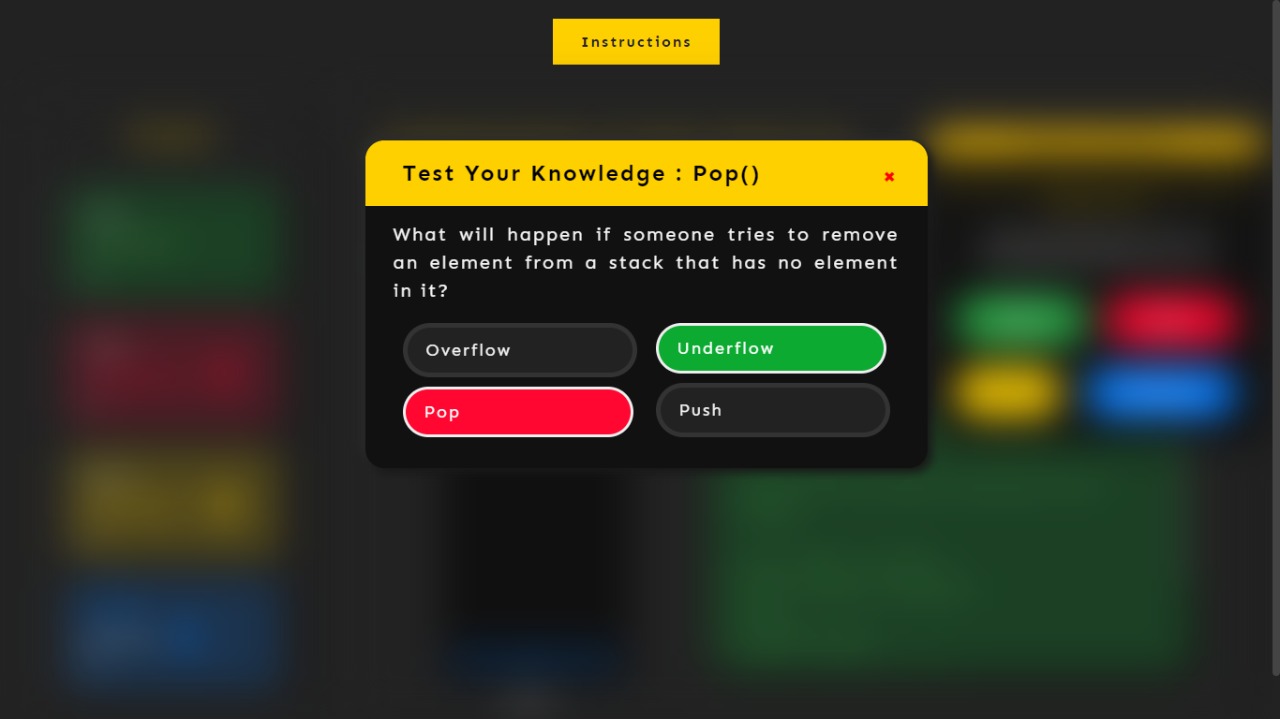 Instructions
Test Your Knowledge : Pop()
✖
What will happen if someone tries to remove
an element from a stack that has no element
in it?
Overflow
Underflow
Pop
Push